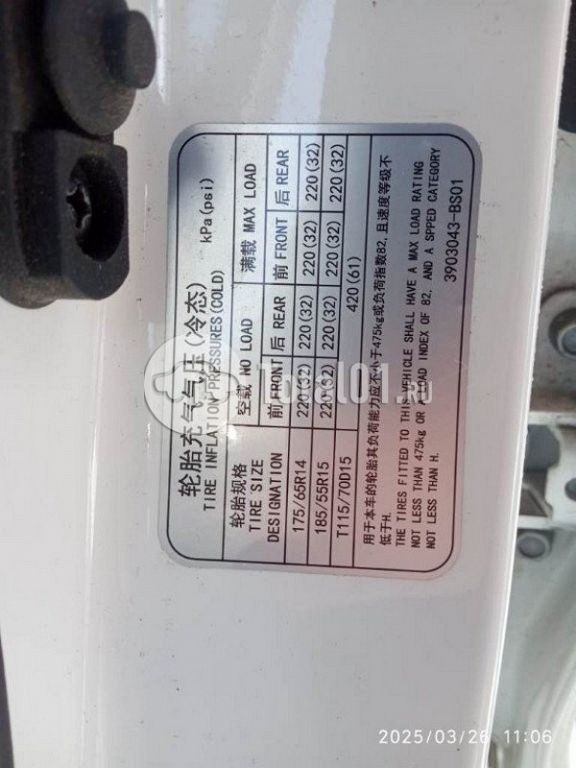 轮胎充气气压(冷态)
TIRE INFLATION PRESSURES(COLD) kPa(psi)
轮胎规格 TIRE SIZE DESIGNATION 空载 NO LOAD 满载 MAX LOAD
前 FRONT 后 REAR 前 FRONT 后 REAR
175/65R14 220(32) 220(32) 220(32) 220(32)
185/55R15 220(32) 220(32) 220(32) 220(32)
T115/70D15 420(61)
用于本车的轮胎其负荷能力应不小于475kg或负荷指数82,且速度等级不
低于H.
THE TIRES FITTED TO THIS VEHICLE SHALL HAVE A MAX LOAD RATING
NOT LESS THAN 475kg OR A LOAD INDEX OF 82, AND A SPPED CATEGORY
NOT LESS THAN H.
3903043-BS01
Total01.ru
2025/03/26 11:06